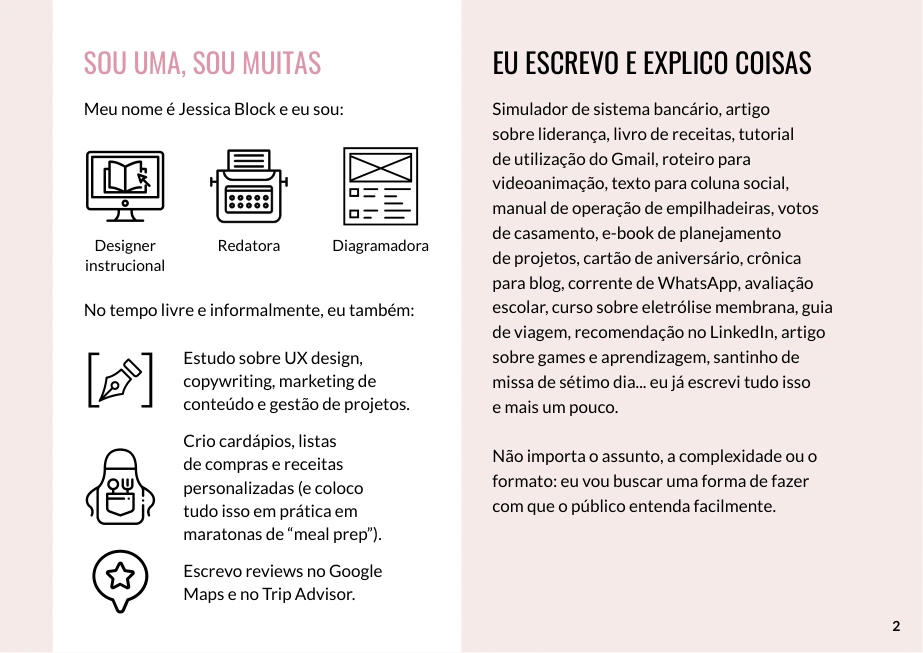 SOU UMA, SOU MUITAS
Meu nome é Jessica Block e eu sou:
Designer
instrucional
Redatora
Diagramadora
No tempo livre e informalmente, eu também:
Estudo sobre UX design,
copywriting, marketing de
conteúdo e gestão de projetos.
Crio cardápios, listas
de compras e receitas
personalizadas (e coloco
tudo isso em prática em
maratonas de “meal prep”).
Escrevo reviews no Google
Maps e no Trip Advisor.
EU ESCREVO E EXPLICO COISAS
Simulador de sistema bancário, artigo
sobre liderança, livro de receitas, tutorial
de utilização do Gmail, roteiro para
videoanimação, texto para coluna social,
manual de operação de empilhadeiras, votos
de casamento, e-book de planejamento
de projetos, cartão de aniversário, crônica
para blog, corrente de WhatsApp, avaliação
escolar, curso sobre eletrólise membrana, guia
de viagem, recomendação no LinkedIn, artigo
sobre games e aprendizagem, santinho de
missa de sétimo dia... eu já escrevi tudo isso
e mais um pouco.
Não importa o assunto, a complexidade ou o
formato: eu vou buscar uma forma de fazer
com que o público entenda facilmente.
2